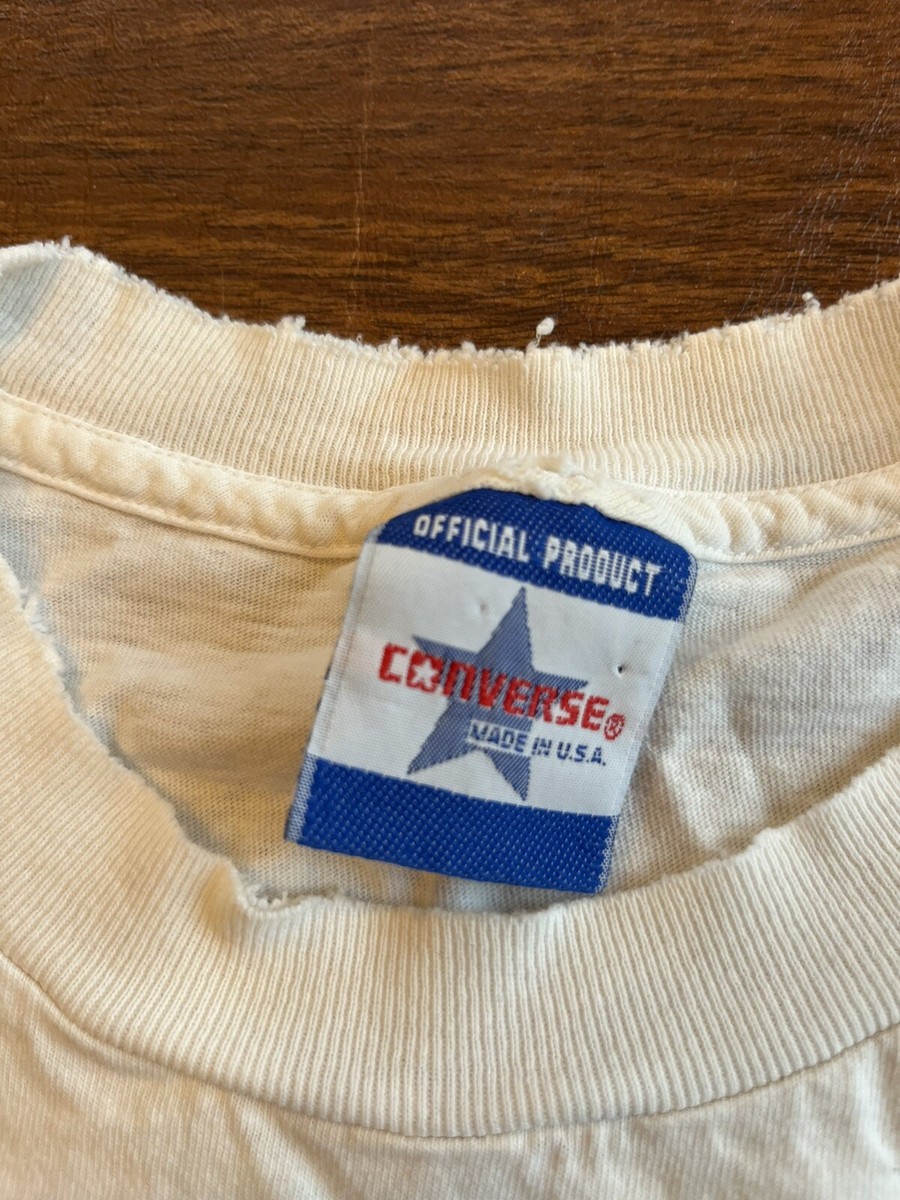 OFFICIAL PRODUCT
CONVERSE®
MADE IN U.S.A.